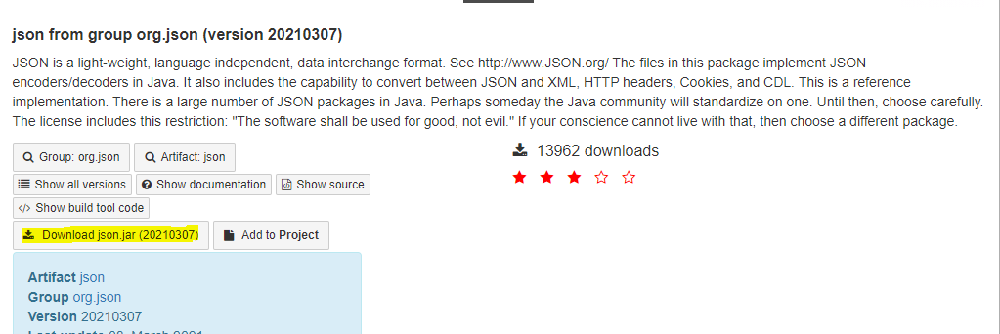 json from group org.json (version 20210307)
JSON is a light-weight, language independent, data interchange format. See http://www.JSON.org/ The files in this package implement JSON
encoders/decoders in Java. It also includes the capability to convert between JSON and XML, HTTP headers, Cookies, and CDL. This is a reference
implementation. There is a large number of JSON packages in Java. Perhaps someday the Java community will standardize on one. Until then, choose carefully.
The license includes this restriction: "The software shall be used for good, not evil." If your conscience cannot live with that, then choose a different package.
Group: org.json Artifact: json
13962 downloads
Show all versions Show documentation Show source
Show build tool code
Download json.jar (20210307) Add to Project
Artifact json
Group org.json
Version 20210307
Last update 08. March 2021